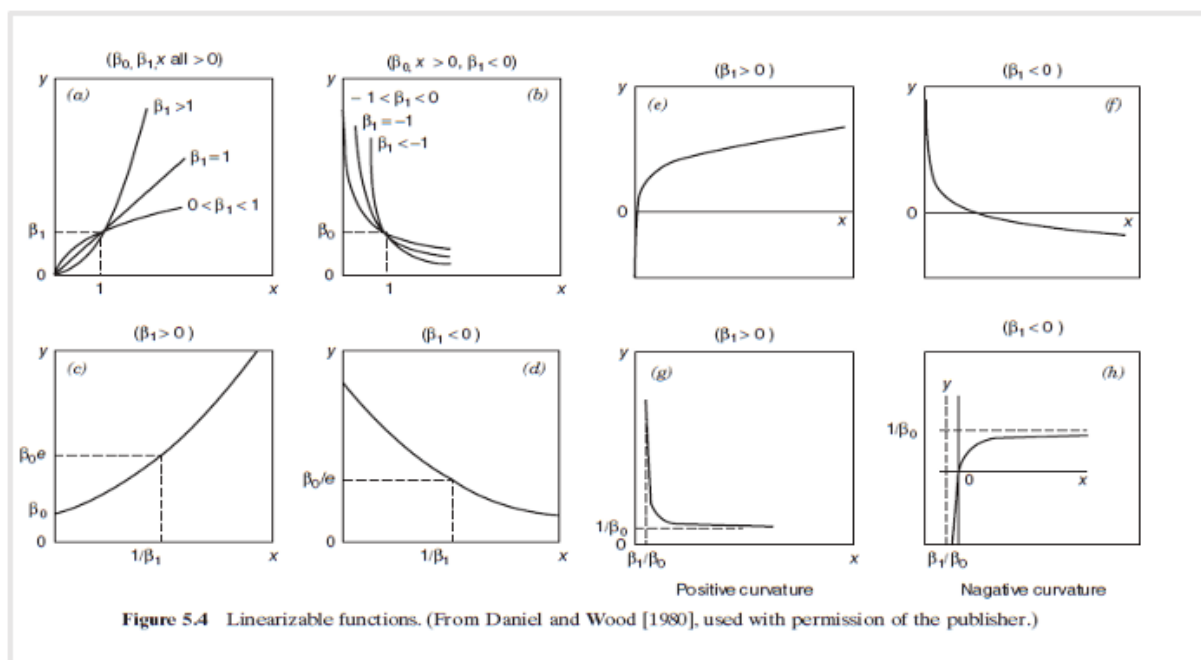 (β₀, β₁, x all > 0)
y
(a)
β₁ > 1
β₁ = 1
0 < β₁ < 1
β₁
0
1
x
(β₀, x > 0, β₁ < 0)
y
(b)
− 1 < β₁ < 0
β₁ = −1
β₁ < −1
β₀
0
1
x
(β₁ > 0 )
y
(e)
0
x
(β₁ < 0 )
y
(f)
0
x
(β₁ > 0 )
y
(c)
β₀e
β₀
0
1/β₁
x
(β₁ < 0 )
y
(d)
β₀/e
0
1/β₁
x
(β₁ > 0 )
y
(g)
1/β₀
0
β₁/β₀
x
Positive curvature
(β₁ < 0 )
(h)
y
1/β₀
0
x
β₁/β₀
Nagative curvature
Figure 5.4 Linearizable functions. (From Daniel and Wood [1980], used with permission of the publisher.)